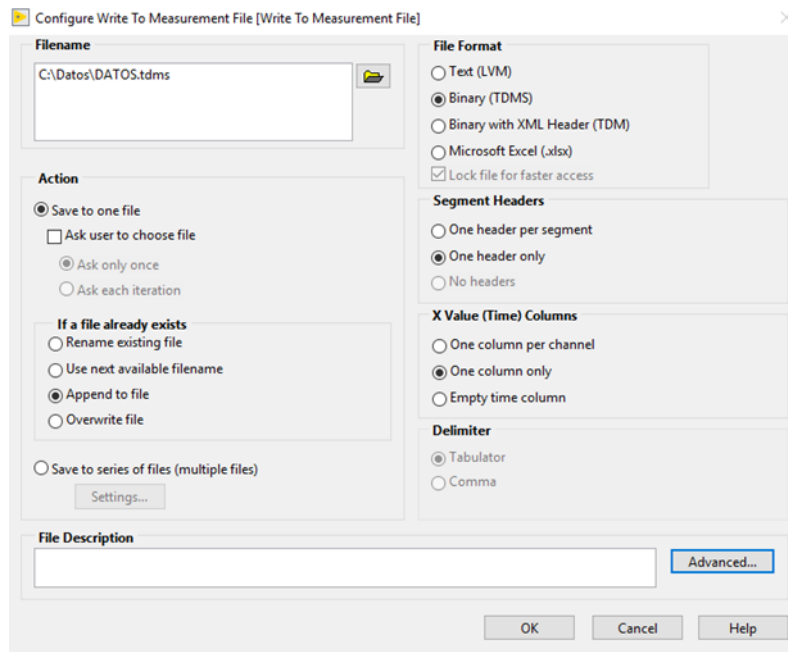 Configure Write To Measurement File [Write To Measurement File]
Filename
C:\Datos\DATOS.tdms
Action
Save to one file
Ask user to choose file
Ask only once
Ask each iteration
If a file already exists
Rename existing file
Use next available filename
Append to file
Overwrite file
Save to series of files (multiple files)
Settings...
File Format
Text (LVM)
Binary (TDMS)
Binary with XML Header (TDM)
Microsoft Excel (.xlsx)
Lock file for faster access
Segment Headers
One header per segment
One header only
No headers
X Value (Time) Columns
One column per channel
One column only
Empty time column
Delimiter
Tabulator
Comma
File Description
Advanced...
OK
Cancel
Help